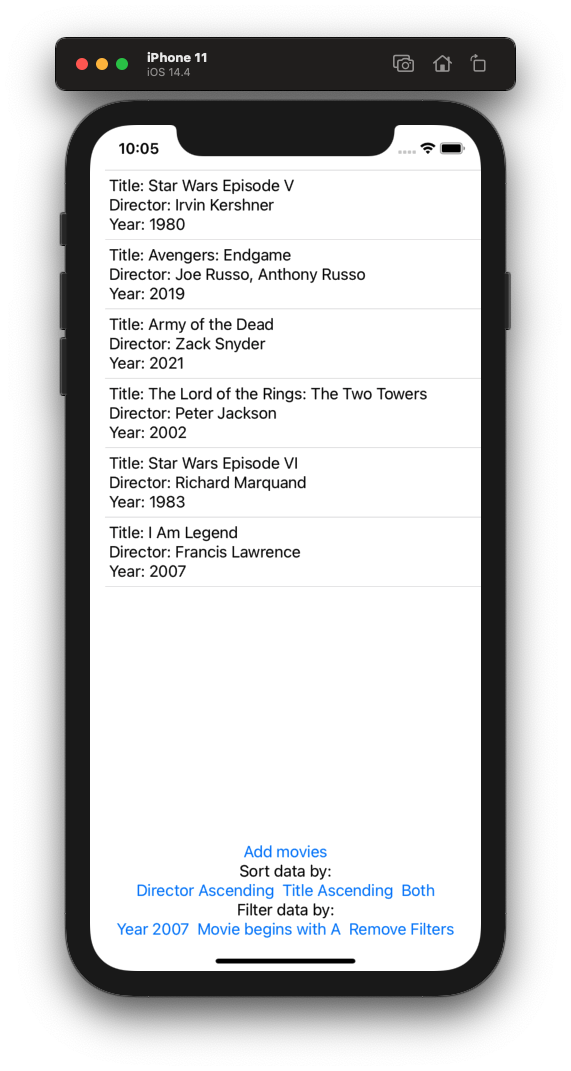 iPhone 11
iOS 14.4
10:05
Title: Star Wars Episode V
Director: Irvin Kershner
Year: 1980
Title: Avengers: Endgame
Director: Joe Russo, Anthony Russo
Year: 2019
Title: Army of the Dead
Director: Zack Snyder
Year: 2021
Title: The Lord of the Rings: The Two Towers
Director: Peter Jackson
Year: 2002
Title: Star Wars Episode VI
Director: Richard Marquand
Year: 1983
Title: I Am Legend
Director: Francis Lawrence
Year: 2007
Add movies
Sort data by:
Director Ascending Title Ascending Both
Filter data by:
Year 2007 Movie begins with A Remove Filters